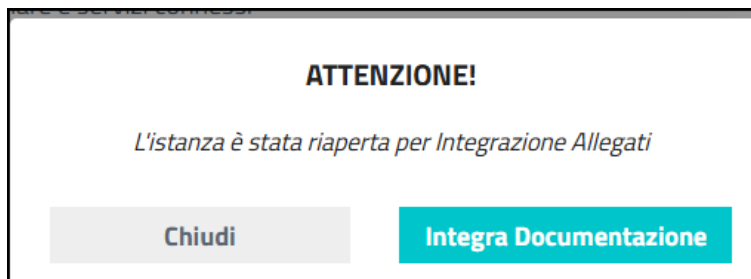 ATTENZIONE!
L'istanza è stata riaperta per Integrazione Allegati
Chiudi
Integra Documentazione